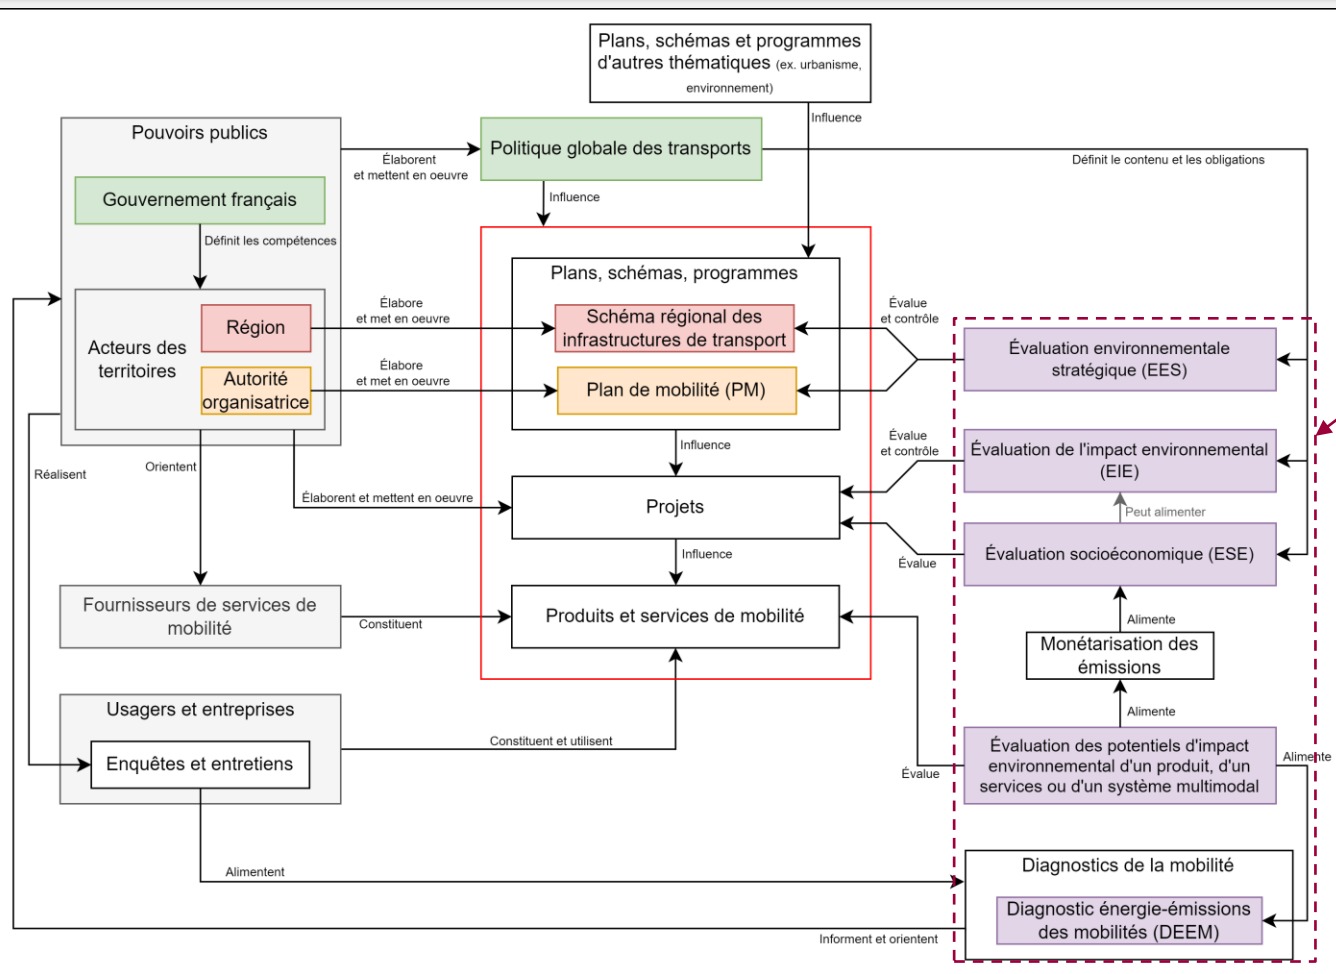 Plans, schémas et programmes
d'autres thématiques (ex. urbanisme,
environnement)
Influence
Pouvoirs publics
Élaborent
et mettent en oeuvre
Politique globale des transports
Définit le contenu et les obligations
Gouvernement français
Influence
Définit les compétences
Plans, schémas, programmes
Acteurs des
territoires
Région
Élabore
et met en oeuvre
Schéma régional des
infrastructures de transport
Évalue
et contrôle
Évaluation environnementale
stratégique (EES)
Autorité
organisatrice
Élabore
et met en oeuvre
Plan de mobilité (PM)
Influence
Évalue
et contrôle
Évaluation de l'impact environnemental
(EIE)
Réalisent
Orientent
Élaborent et mettent en oeuvre
Projets
Peut alimenter
Influence
Évalue
Évaluation socioéconomique (ESE)
Fournisseurs de services de
mobilité
Constituent
Produits et services de mobilité
Alimente
Monétarisation des
émissions
Alimente
Usagers et entreprises
Enquêtes et entretiens
Constituent et utilisent
Évalue
Évaluation des potentiels d'impact
environnemental d'un produit, d'un
services ou d'un système multimodal
Alimente
Alimentent
Diagnostics de la mobilité
Diagnostic énergie-émissions
des mobilités (DEEM)
Informent et orientent